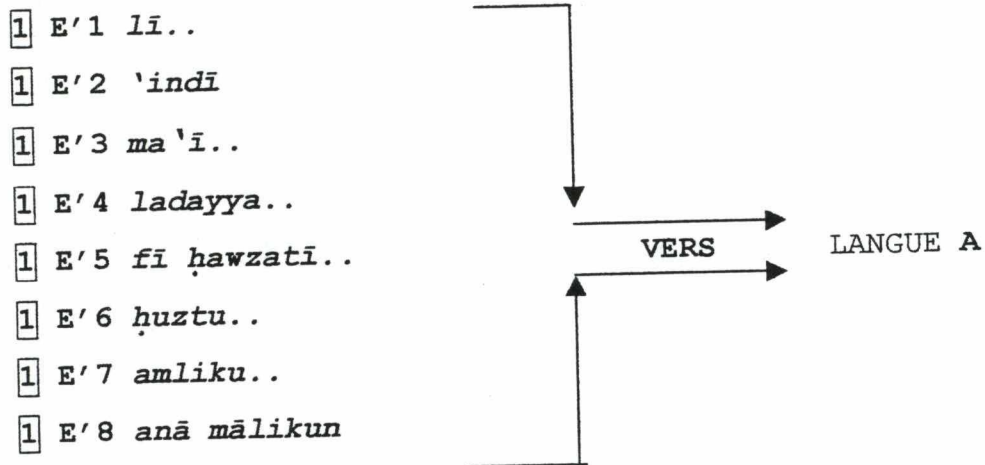 1 E'1 lī..
1 E'2 ‛indī
1 E'3 ma‛ī..
1 E'4 ladayya..
1 E'5 fī ḥawzatī..
1 E'6 ḥuztu..
1 E'7 amliku..
1 E'8 anā mālikun
VERS
LANGUE A